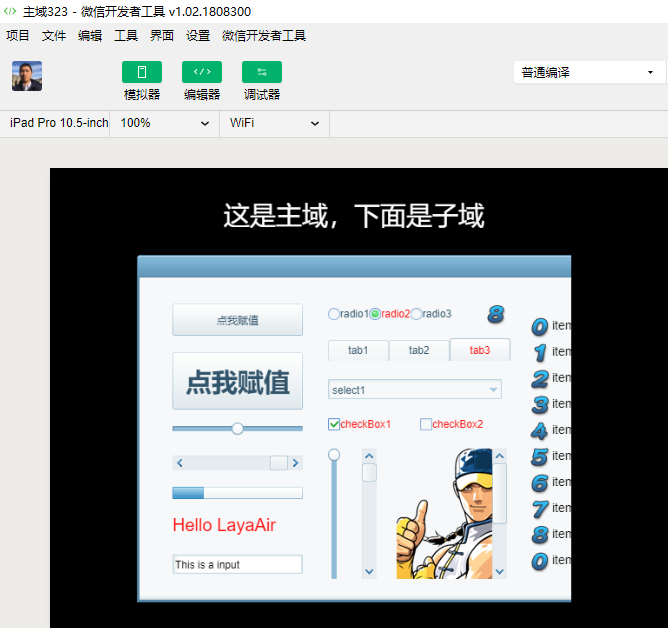 主域323 - 微信开发者工具 v1.02.1808300
项目 文件 编辑 工具 界面 设置 微信开发者工具
普通编译
模拟器 编辑器 调试器
iPad Pro 10.5-inch 100% WiFi
这是主域，下面是子域
点我赋值
radio1 radio2 radio3
8
tab1 tab2 tab3
点我赋值
select1
checkBox1 checkBox2
Hello LayaAir
This is a input
0 item
1 item
2 item
3 item
4 item
5 item
6 item
7 item
8 item
0 item